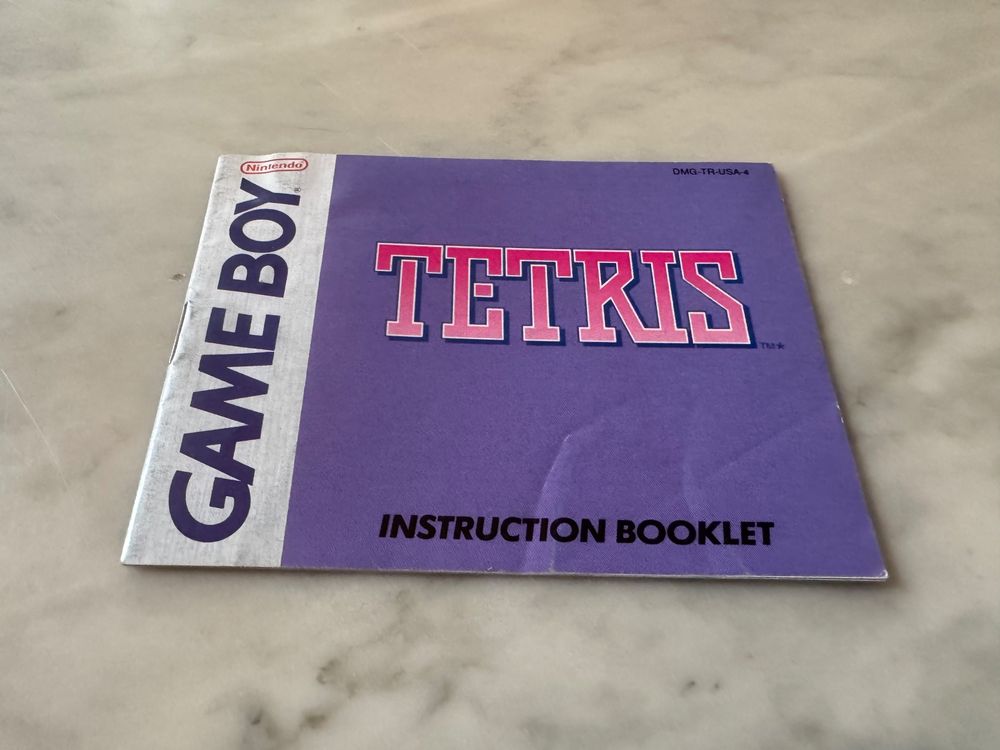 Nintendo
GAME BOY®
DMG-TR-USA-4
TETRIS
TM*
INSTRUCTION BOOKLET